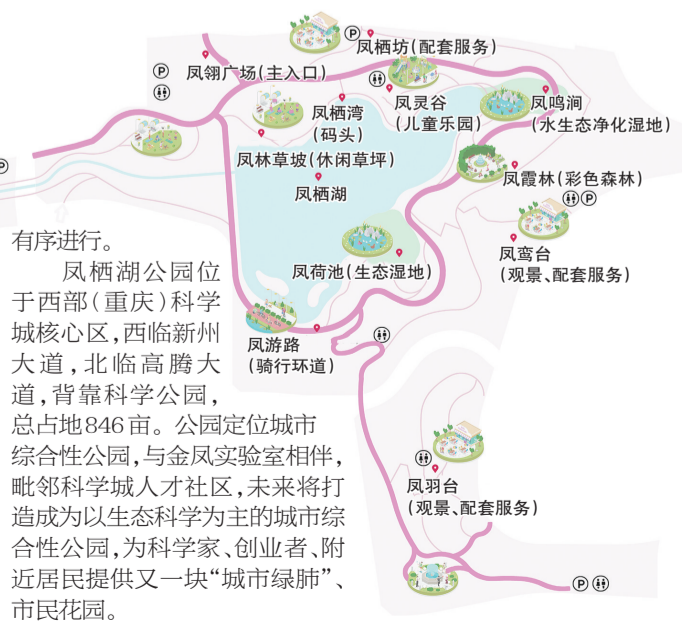 凤栖坊(配套服务)
凤翎广场(主入口)
凤栖湾
(码头)
凤灵谷
(儿童乐园)
凤鸣涧
(水生态净化湿地)
凤林草坡(休闲草坪)
凤栖湖
凤霞林(彩色森林)
凤鸾台
(观景、配套服务)
凤荷池(生态湿地)
凤游路
(骑行环道)
凤羽台
(观景、配套服务)
P
P
P
P
P
有序进行。
凤栖湖公园位
于西部(重庆)科学
城核心区,西临新州
大道,北临高腾大
道,背靠科学公园,
总占地846亩。公园定位城市
综合性公园,与金凤实验室相伴,
毗邻科学城人才社区,未来将打
造成为以生态科学为主的城市综
合性公园,为科学家、创业者、附
近居民提供又一块“城市绿肺”、
市民花园。